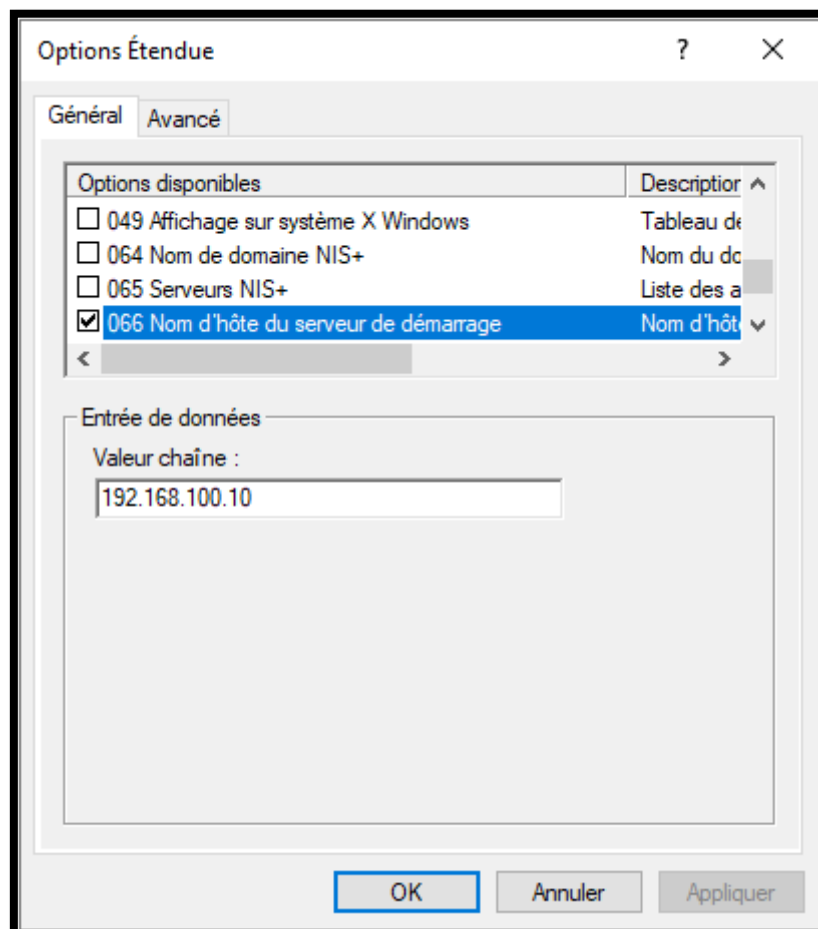 Options Étendue
Général Avancé
Options disponibles Description
049 Affichage sur système X Windows Tableau de
064 Nom de domaine NIS+ Nom du do
065 Serveurs NIS+ Liste des a
066 Nom d'hôte du serveur de démarrage Nom d'hôt
Entrée de données
Valeur chaîne :
192.168.100.10
OK Annuler Appliquer